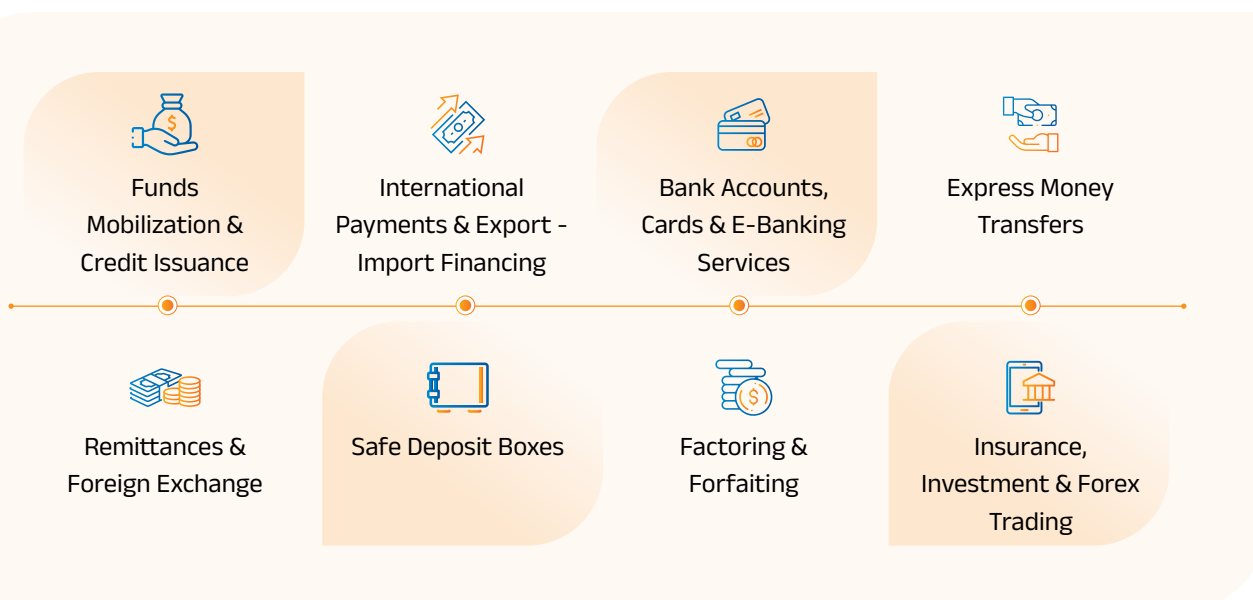 Funds
Mobilization &
Credit Issuance
International
Payments & Export -
Import Financing
Bank Accounts,
Cards & E-Banking
Services
Express Money
Transfers
Remittances &
Foreign Exchange
Safe Deposit Boxes
Factoring &
Forfaiting
Insurance,
Investment & Forex
Trading